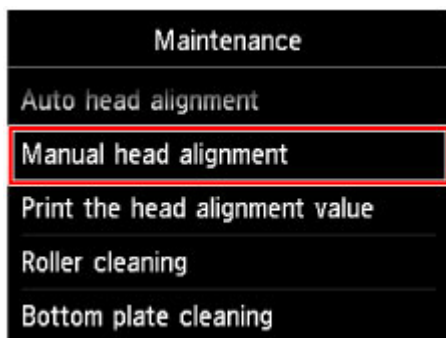 Maintenance
Auto head alignment
Manual head alignment
Print the head alignment value
Roller cleaning
Bottom plate cleaning